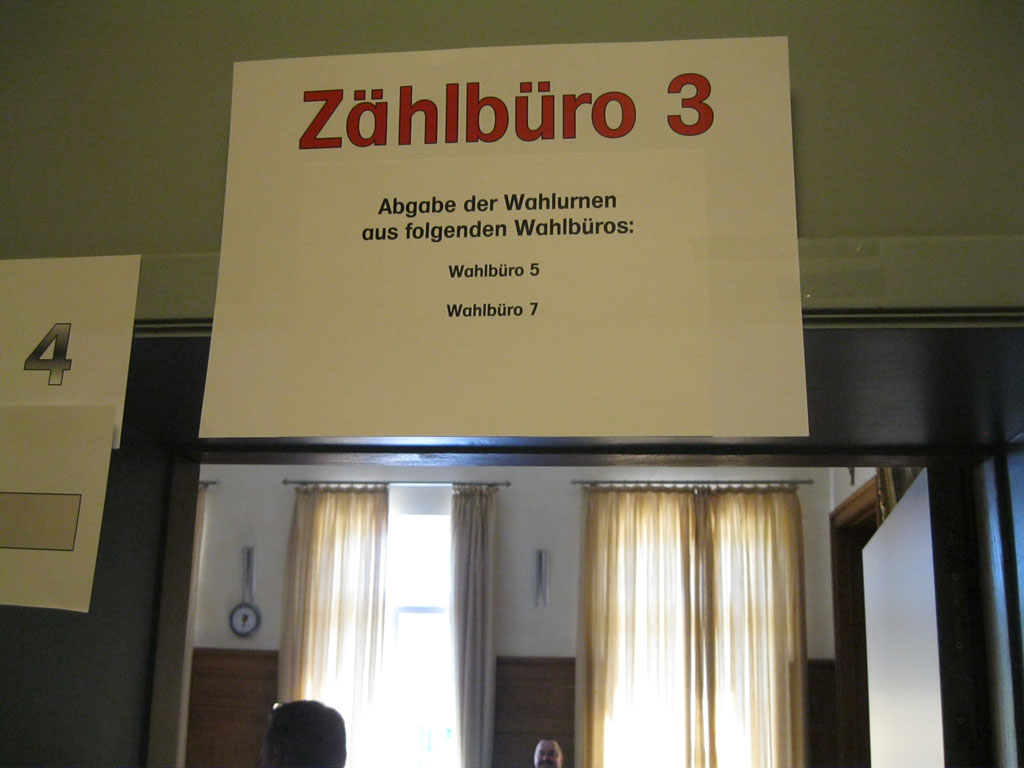 Zählbüro 3
Abgabe der Wahlurnen
aus folgenden Wahlbüros:
Wahlbüro 5
Wahlbüro 7
4